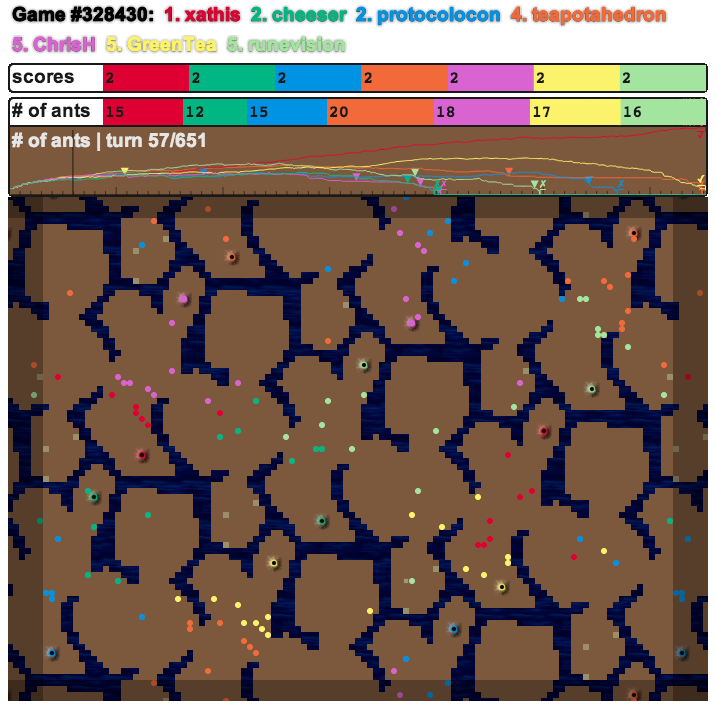 Game #328430: 1. xathis 2. cheeser 2. protocolocon 4. teapotahedron
5. ChrisH 5. GreenTea 5. runevision
scores 2 2 2 2 2 2 2
# of ants 15 12 15 20 18 17 16
# of ants | turn 57/651